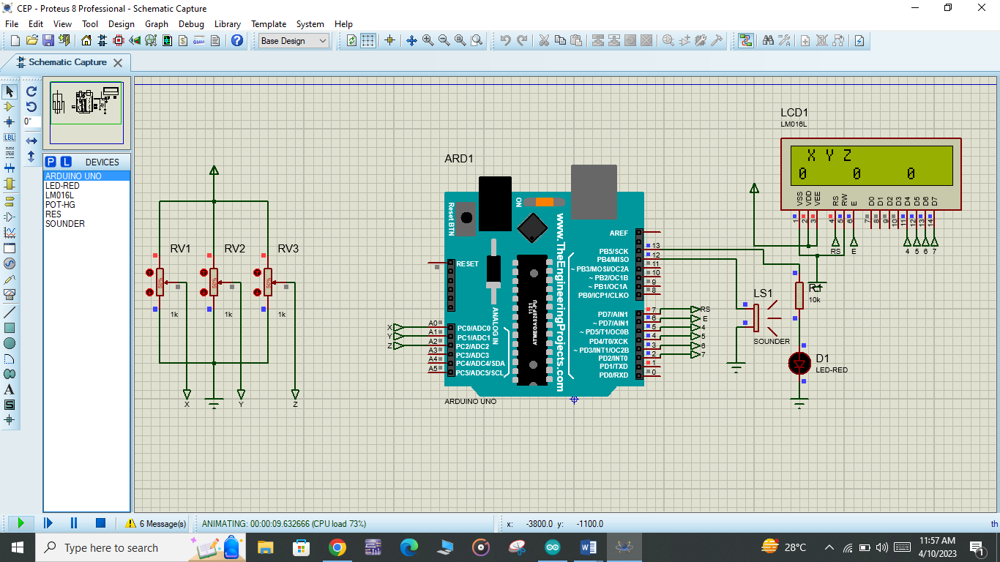 CEP - Proteus 8 Professional - Schematic Capture
File Edit View Tool Design Graph Debug Library Template System Help
Base Design
Schematic Capture
0°
LBL
P L DEVICES
ARDUINO UNO
LED-RED
LM016L
POT-HG
RES
SOUNDER
LCD1
LM016L
X Y Z
0 0 0
VSS VDD VEE RS RW E D0 D1 D2 D3 D4 D5 D6 D7
1 2 3 4 5 6 7 8 9 10 11 12 13 14
RS E 4 5 6 7
ARD1
ON
Reset BTN
www.TheEngineeringProjects.com
1121
ATMEGA328P-PU
ANALOG IN
RESET
AREF
PB5/SCK 13
PB4/MISO 12
~ PB3/MOSI/OC2A 11
~ PB2/OC1B 10
~ PB1/OC1A 9
PB0/ICP1/CLKO 8
PD7/AIN1 7 RS
~ PD7/AIN1 6 E
~ PD5/T1/OC0B 5 4
PD4/T0/XCK 4 5
~ PD3/INT1/OC2B 3 6
PD2/INT0 2 7
PD1/TXD 1
PD0/RXD 0
X A0 PC0/ADC0
Y A1 PC1/ADC1
Z A2 PC2/ADC2
A3 PC3/ADC3
A4 PC4/ADC4/SDA
A5 PC5/ADC5/SCL
ARDUINO UNO
RV1 RV2 RV3
50% 50% 50%
1k 1k 1k
X Y Z
LS1
SOUNDER
R1
10k
D1
LED-RED
6 Message(s)
ANIMATING: 00:00:09.632666 (CPU load 73%)
x: -3800.0 y: -1100.0
th
Type here to search
28°C
11:57 AM
4/10/2023
1